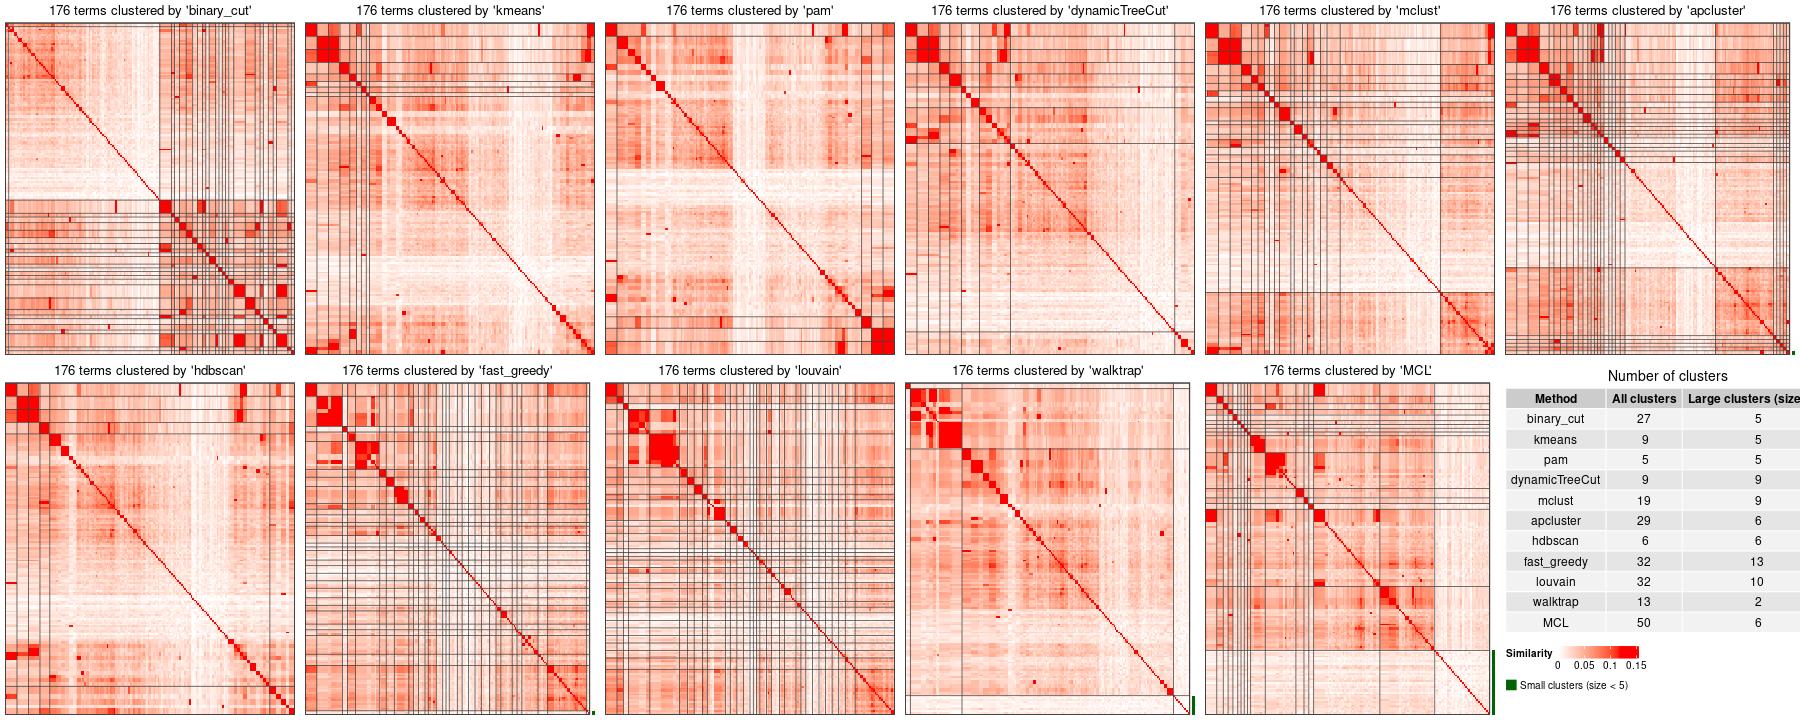 176 terms clustered by 'binary_cut'
176 terms clustered by 'kmeans'
176 terms clustered by 'pam'
176 terms clustered by 'dynamicTreeCut'
176 terms clustered by 'mclust'
176 terms clustered by 'apcluster'
176 terms clustered by 'hdbscan'
176 terms clustered by 'fast_greedy'
176 terms clustered by 'louvain'
176 terms clustered by 'walktrap'
176 terms clustered by 'MCL'
Number of clusters
Method All clusters Large clusters (size
binary_cut 27 5
kmeans 9 5
pam 5 5
dynamicTreeCut 9 9
mclust 19 9
apcluster 29 6
hdbscan 6 6
fast_greedy 32 13
louvain 32 10
walktrap 13 2
MCL 50 6
Similarity
0 0.05 0.1 0.15
Small clusters (size < 5)